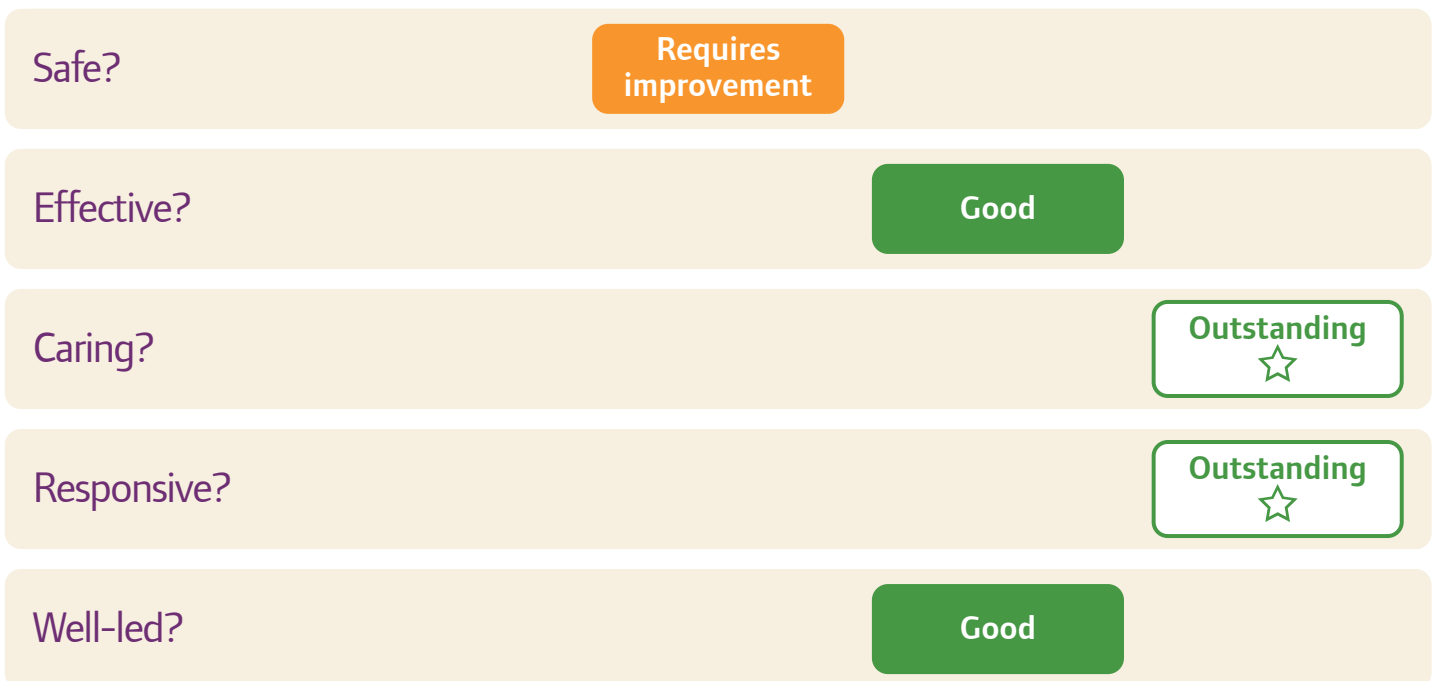 Safe?
Requires
improvement
Effective?
Good
Caring?
Outstanding
Responsive?
Outstanding
Well-led?
Good